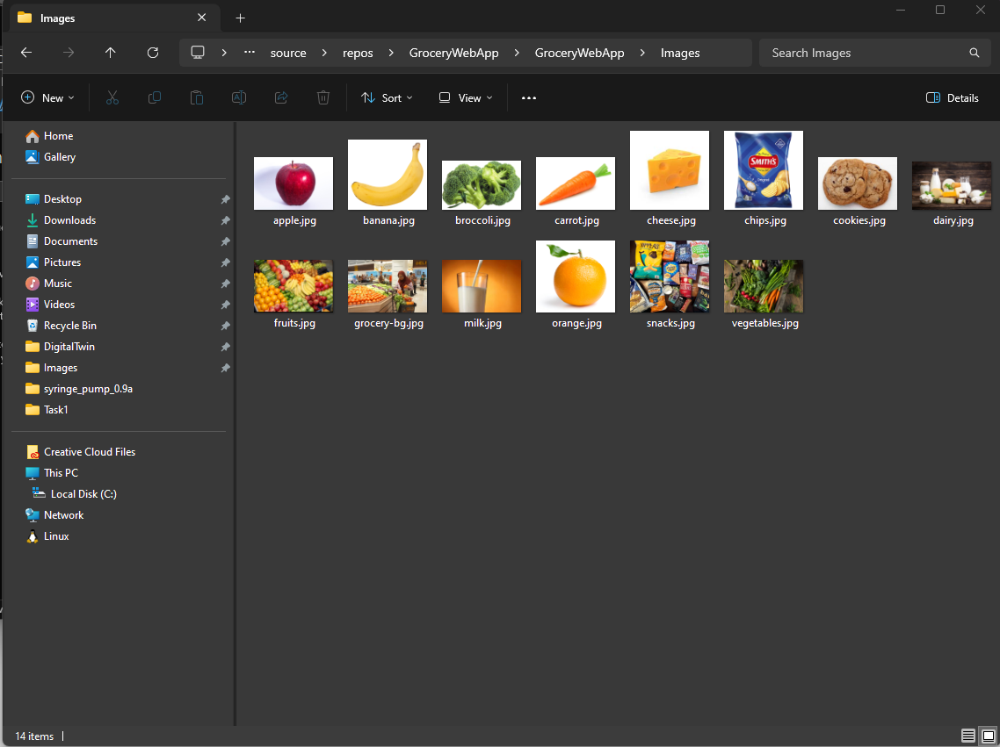 Images
source > repos > GroceryWebApp > GroceryWebApp > Images
Search Images
New
Sort
View
Details
Home
Gallery
Desktop
Downloads
Documents
Pictures
Music
Videos
Recycle Bin
DigitalTwin
Images
syringe_pump_0.9a
Task1
Creative Cloud Files
This PC
Local Disk (C:)
Network
Linux
SMITH'S
apple.jpg
banana.jpg
broccoli.jpg
carrot.jpg
cheese.jpg
chips.jpg
cookies.jpg
dairy.jpg
fruits.jpg
grocery-bg.jpg
milk.jpg
orange.jpg
snacks.jpg
vegetables.jpg
14 items